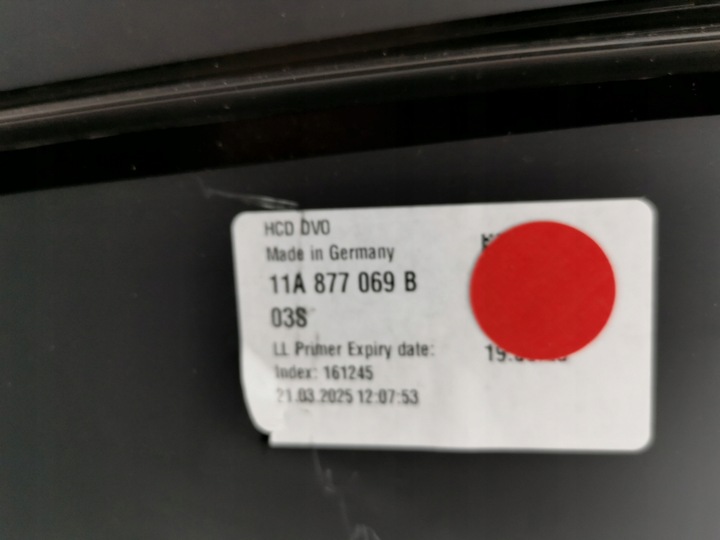 HCD DVD
Made in Germany
11A 877 069 B
03S
LL Primer Expiry date:
Index: 161245
21.03.2025 12:07:53